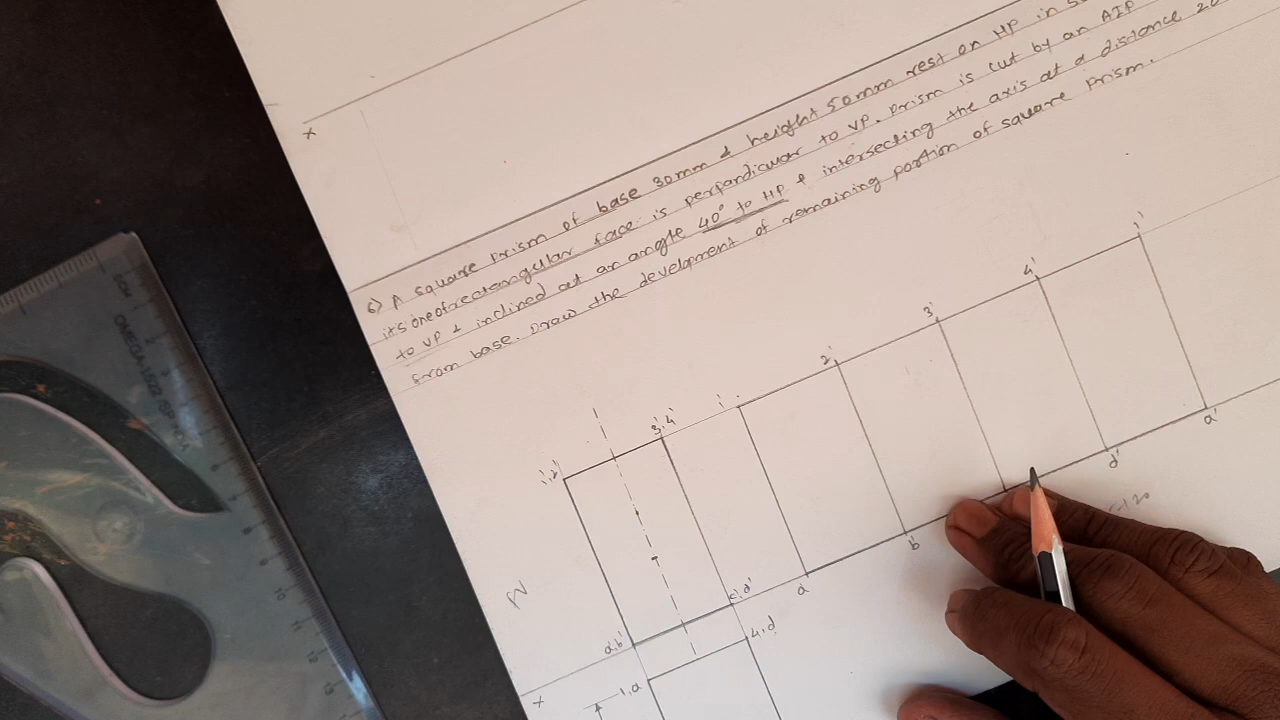 x
6) A square prism of base 30mm & height 50mm rest on HP in
it's one of rectangular face is perpendicular to VP. Prism is cut by an AIP
to VP & inclined at an angle 40° to HP & intersecting the axis at a distance 20
from base. Draw the development of remaining portion of square prism.
1'
4'
3'
2'
1'
3',4'
1',2'
a'
d'
b'
a'
c',d'
a',b'
4,d
1,a
x
OMEGA-1522